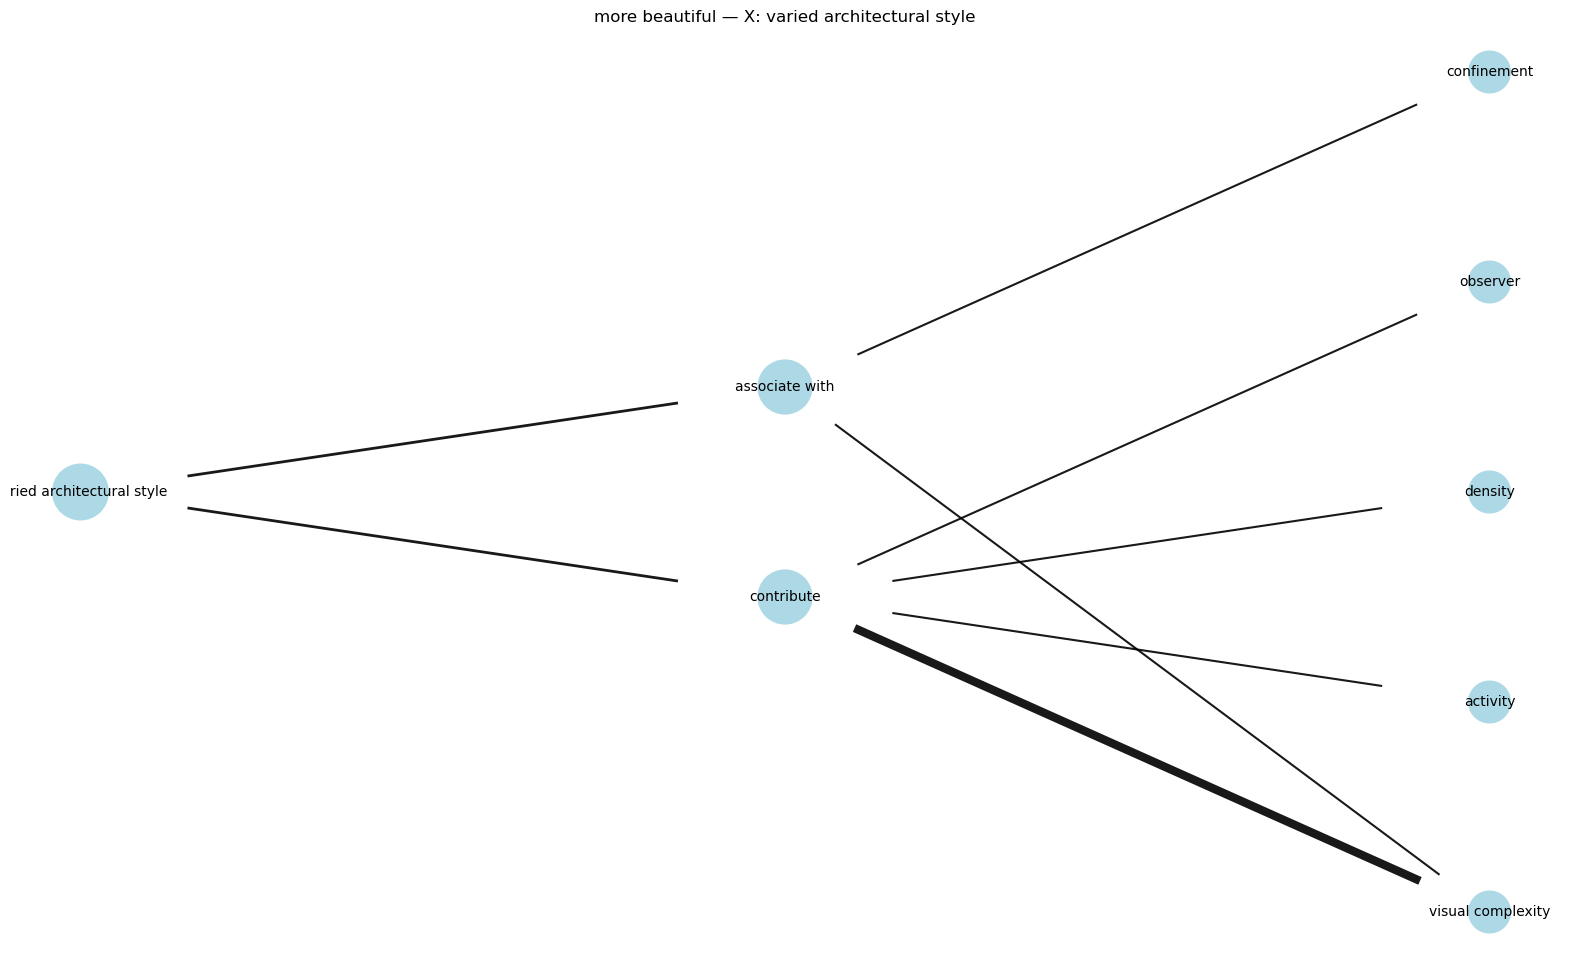 more beautiful — X: varied architectural style
confinement
observer
associate with
ried architectural style
density
contribute
activity
visual complexity